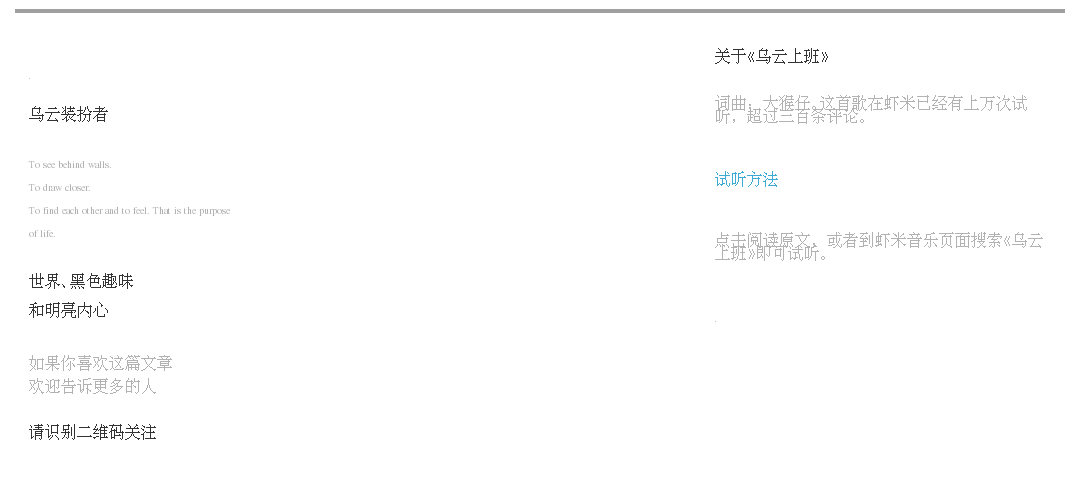 乌云装扮者
To see behind walls.
To draw closer.
To find each other and to feel. That is the purpose
of life.
世界、黑色趣味
和明亮内心
如果你喜欢这篇文章
欢迎告诉更多的人
请识别二维码关注
关于《乌云上班》
词曲：大猴仔。这首歌在虾米已经有上万次试
听，超过三百条评论。
试听方法
点击阅读原文，或者到虾米音乐页面搜索《乌云
上班》即可试听。